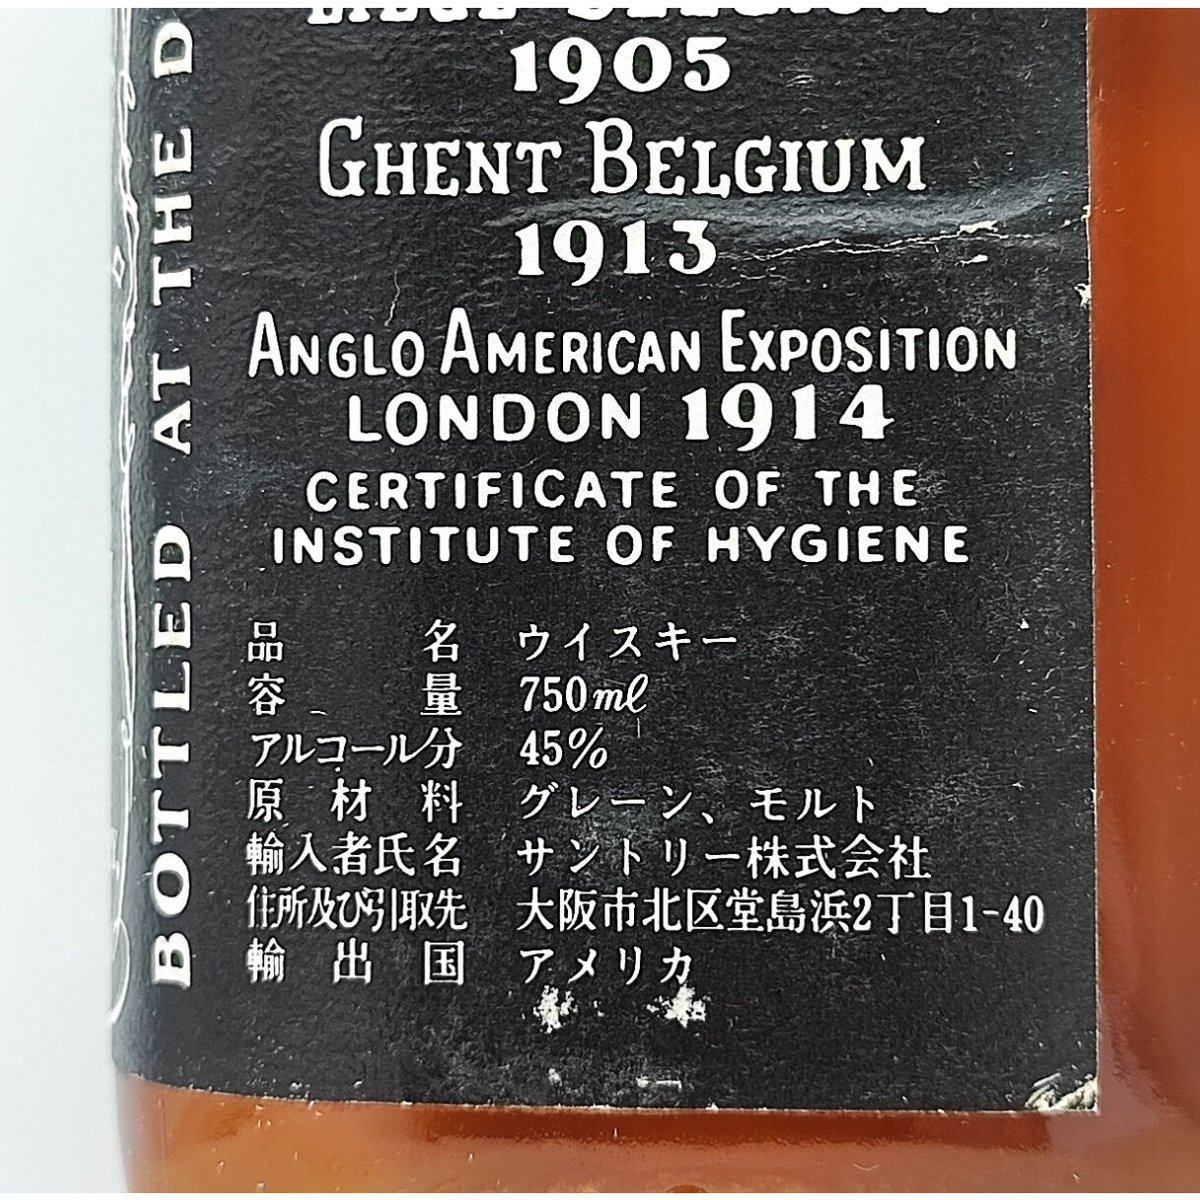 1905
GHENT BELGIUM
1913
ANGLO AMERICAN EXPOSITION
LONDON 1914
CERTIFICATE OF THE
INSTITUTE OF HYGIENE
品名 ウイスキー
容量 750mℓ
アルコール分 45%
原材料 グレーン、モルト
輸入者氏名 サントリー株式会社
住所及び引取先 大阪市北区堂島浜2丁目1-40
輸出国 アメリカ
BOTTLED AT THE D